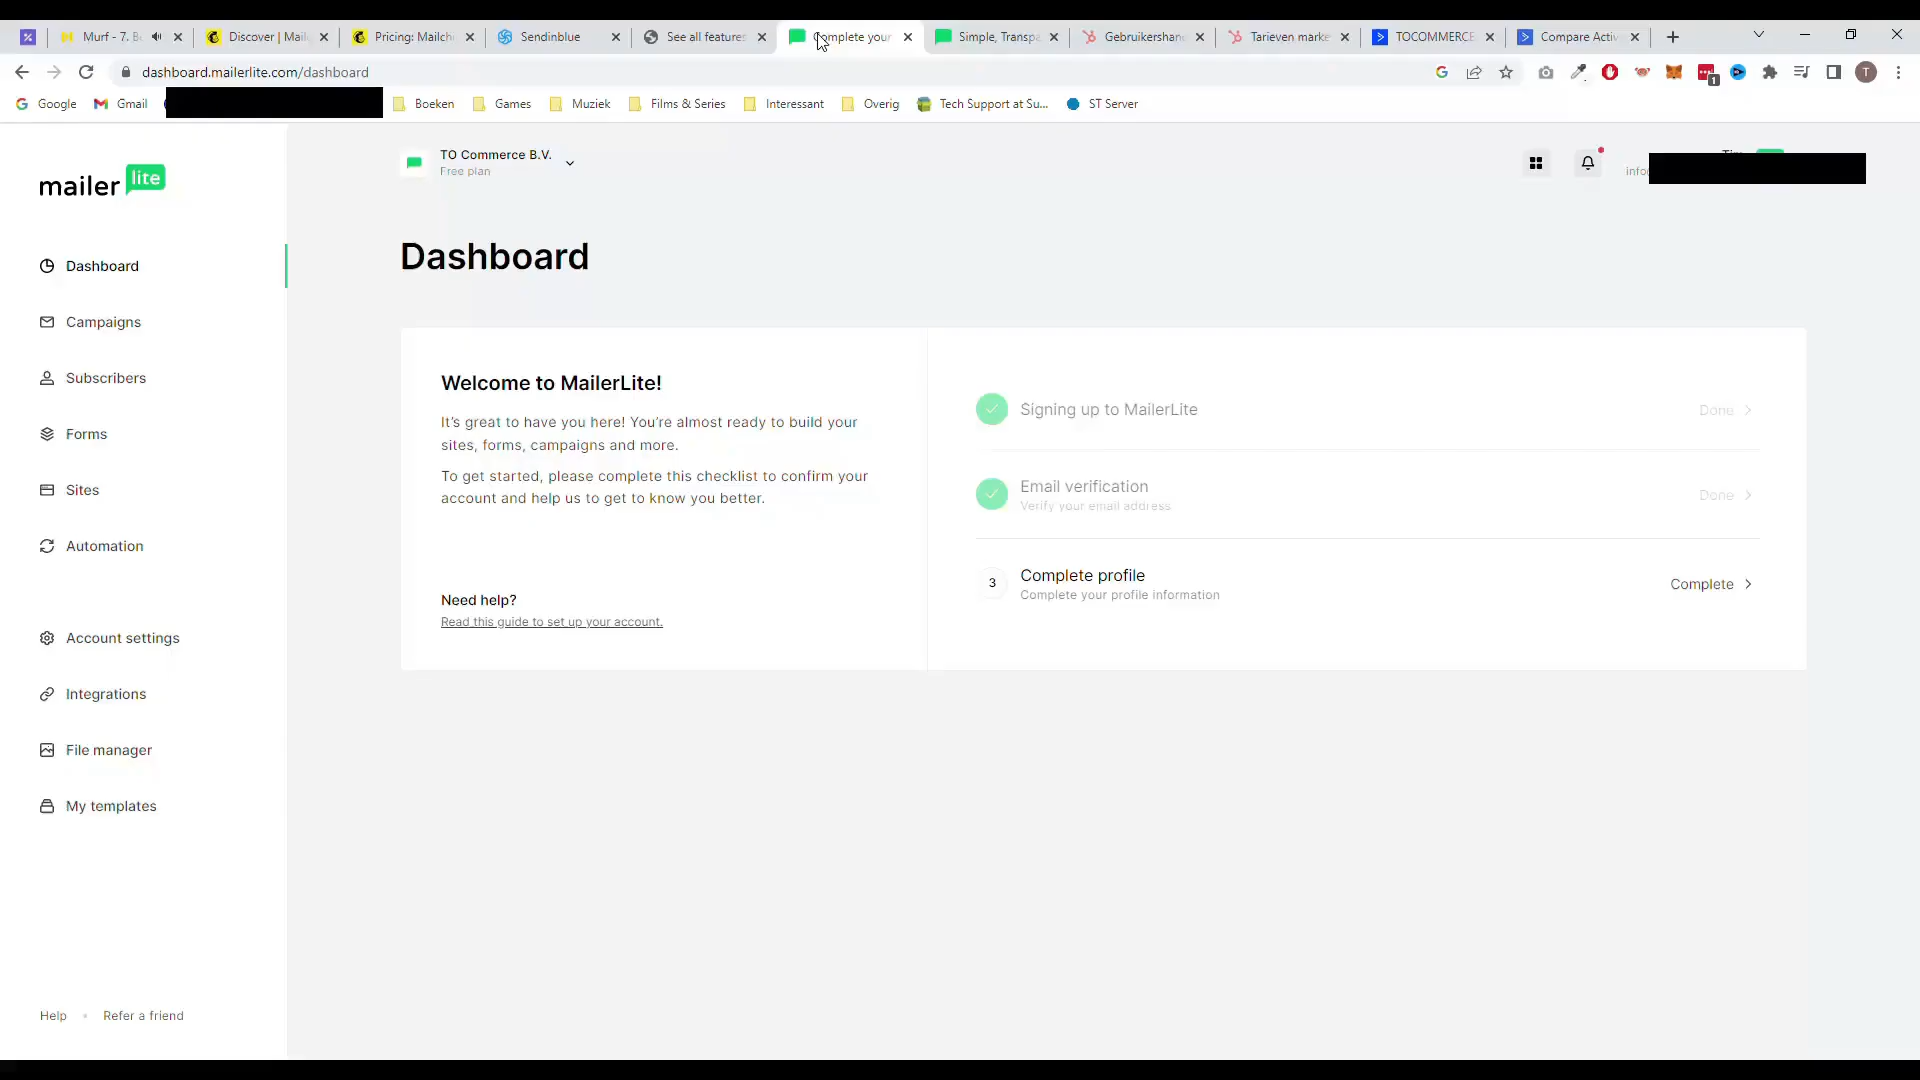 Murf - 7. B
Discover | Mail
Pricing: Mailch
Sendinblue
See all features
Complete your
Simple, Transpa
Gebruikershan
Tarieven marke
TOCOMMERCE
Compare Activ
dashboard.mailerlite.com/dashboard
1
T
Google
Gmail
Boeken
Games
Muziek
Films & Series
Interessant
Overig
Tech Support at Su...
ST Server
mailer lite
TO Commerce B.V.
Free plan
Dashboard
Campaigns
Subscribers
Forms
Sites
Automation
Account settings
Integrations
File manager
My templates
Help • Refer a friend
Dashboard
Welcome to MailerLite!
It's great to have you here! You're almost ready to build your
sites, forms, campaigns and more.
To get started, please complete this checklist to confirm your
account and help us to get to know you better.
Need help?
Read this guide to set up your account.
Signing up to MailerLite
Done
Email verification
Verify your email address
Done
3
Complete profile
Complete your profile information
Complete